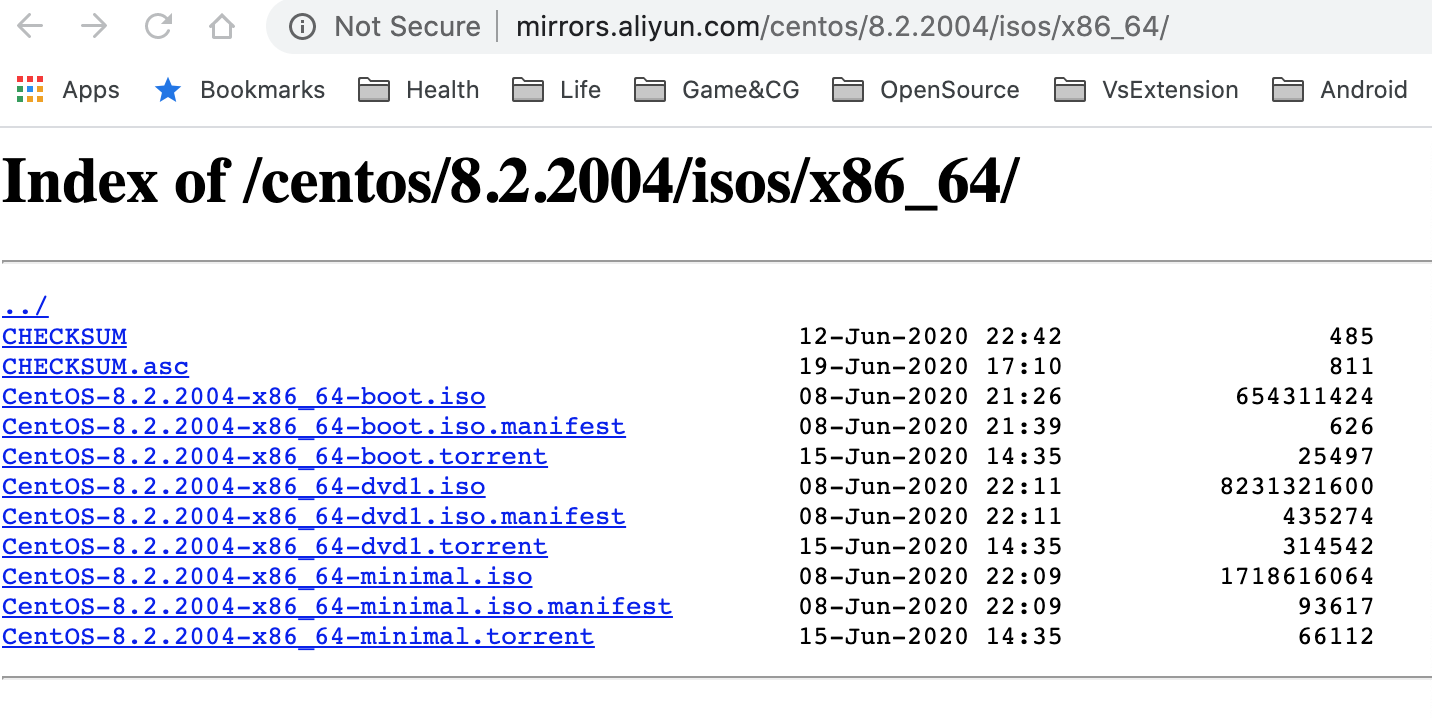 Not Secure mirrors.aliyun.com/centos/8.2.2004/isos/x86_64/
Apps Bookmarks Health Life Game&CG OpenSource VsExtension Android
Index of /centos/8.2.2004/isos/x86_64/
../
CHECKSUM 12-Jun-2020 22:42 485
CHECKSUM.asc 19-Jun-2020 17:10 811
CentOS-8.2.2004-x86_64-boot.iso 08-Jun-2020 21:26 654311424
CentOS-8.2.2004-x86_64-boot.iso.manifest 08-Jun-2020 21:39 626
CentOS-8.2.2004-x86_64-boot.torrent 15-Jun-2020 14:35 25497
CentOS-8.2.2004-x86_64-dvd1.iso 08-Jun-2020 22:11 8231321600
CentOS-8.2.2004-x86_64-dvd1.iso.manifest 08-Jun-2020 22:11 435274
CentOS-8.2.2004-x86_64-dvd1.torrent 15-Jun-2020 14:35 314542
CentOS-8.2.2004-x86_64-minimal.iso 08-Jun-2020 22:09 1718616064
CentOS-8.2.2004-x86_64-minimal.iso.manifest 08-Jun-2020 22:09 93617
CentOS-8.2.2004-x86_64-minimal.torrent 15-Jun-2020 14:35 66112